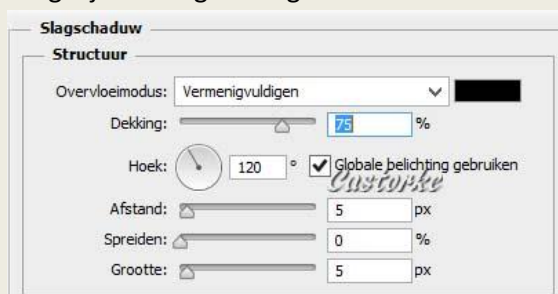 Slagschaduw
Structuur
Overvloeimodus: Vermenigvuldigen
Dekking: 75 %
Hoek: 120 ° Globale belichting gebruiken
Castorke
Afstand: 5 px
Spreiden: 0 %
Grootte: 5 px